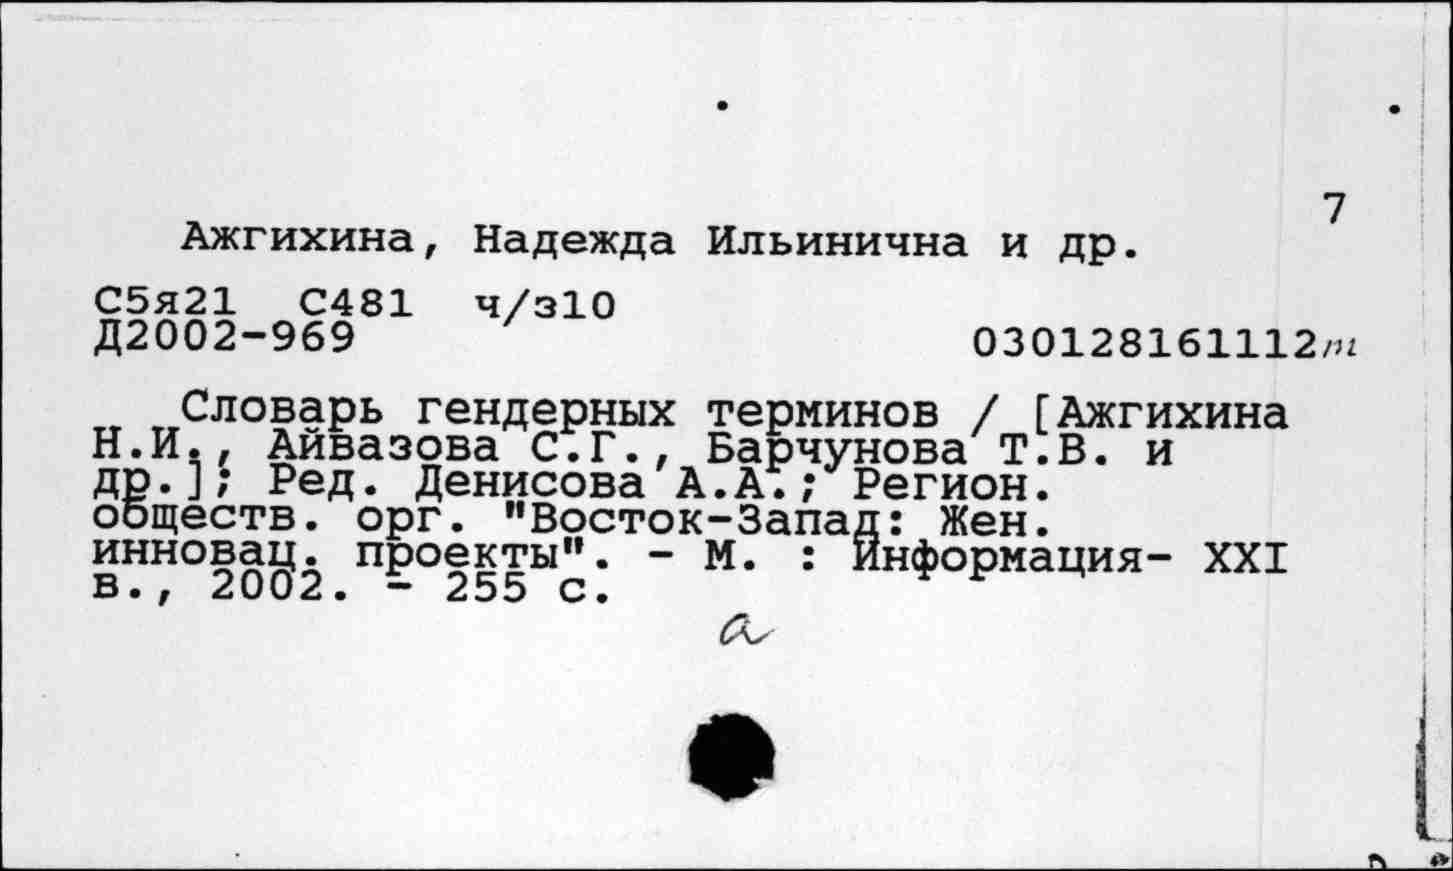 7
Ажгихина, Надежда Ильинична и др.
С5я21 С481 ч/з10
Д2002-969 030128161112m
Словарь гендерных терминов / [Ажгихина
Н.И., Айвазова С.Г., Барчунова Т.В. и
др.]; Ред. Денисова А.А.; Регион.
обществ. орг. "Восток-Запад: Жен.
инновац. проекты". - М. : Информация- XXI
в., 2002. - 255 с.
а